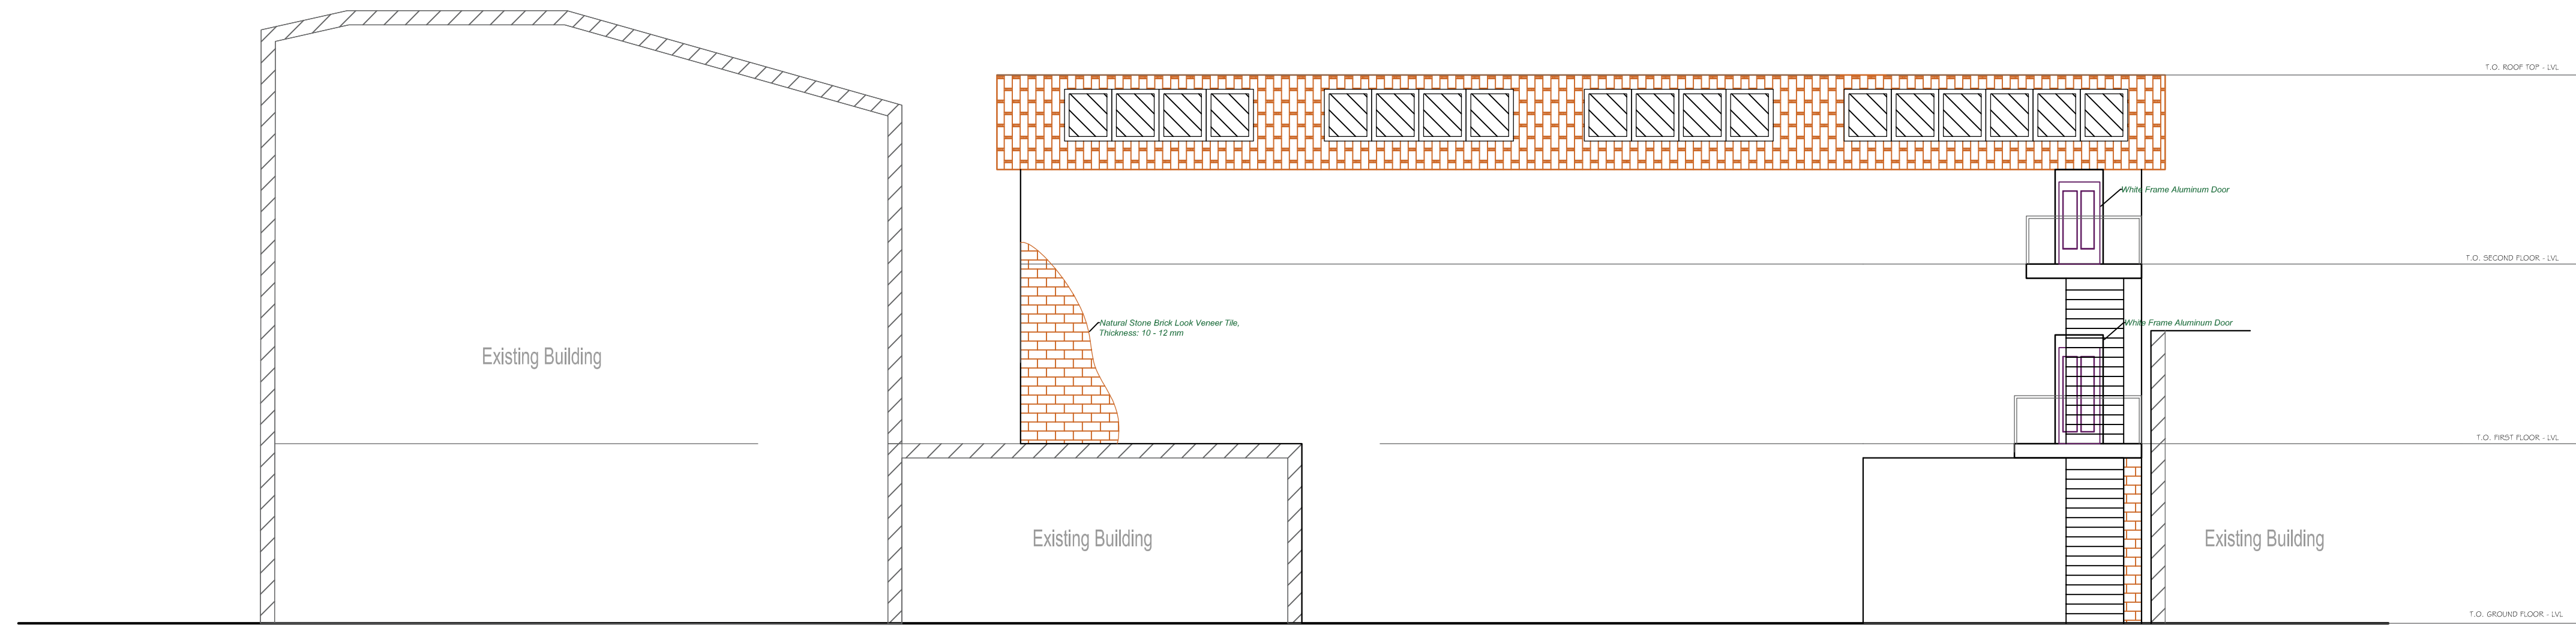 T.O. ROOF TOP - LVL
White Frame Aluminum Door
T.O. SECOND FLOOR - LVL
Natural Stone Brick Look Veneer Tile,
Thickness: 10 - 12 mm
White Frame Aluminum Door
Existing Building
T.O. FIRST FLOOR - LVL
Existing Building
Existing Building
T.O. GROUND FLOOR - LVL